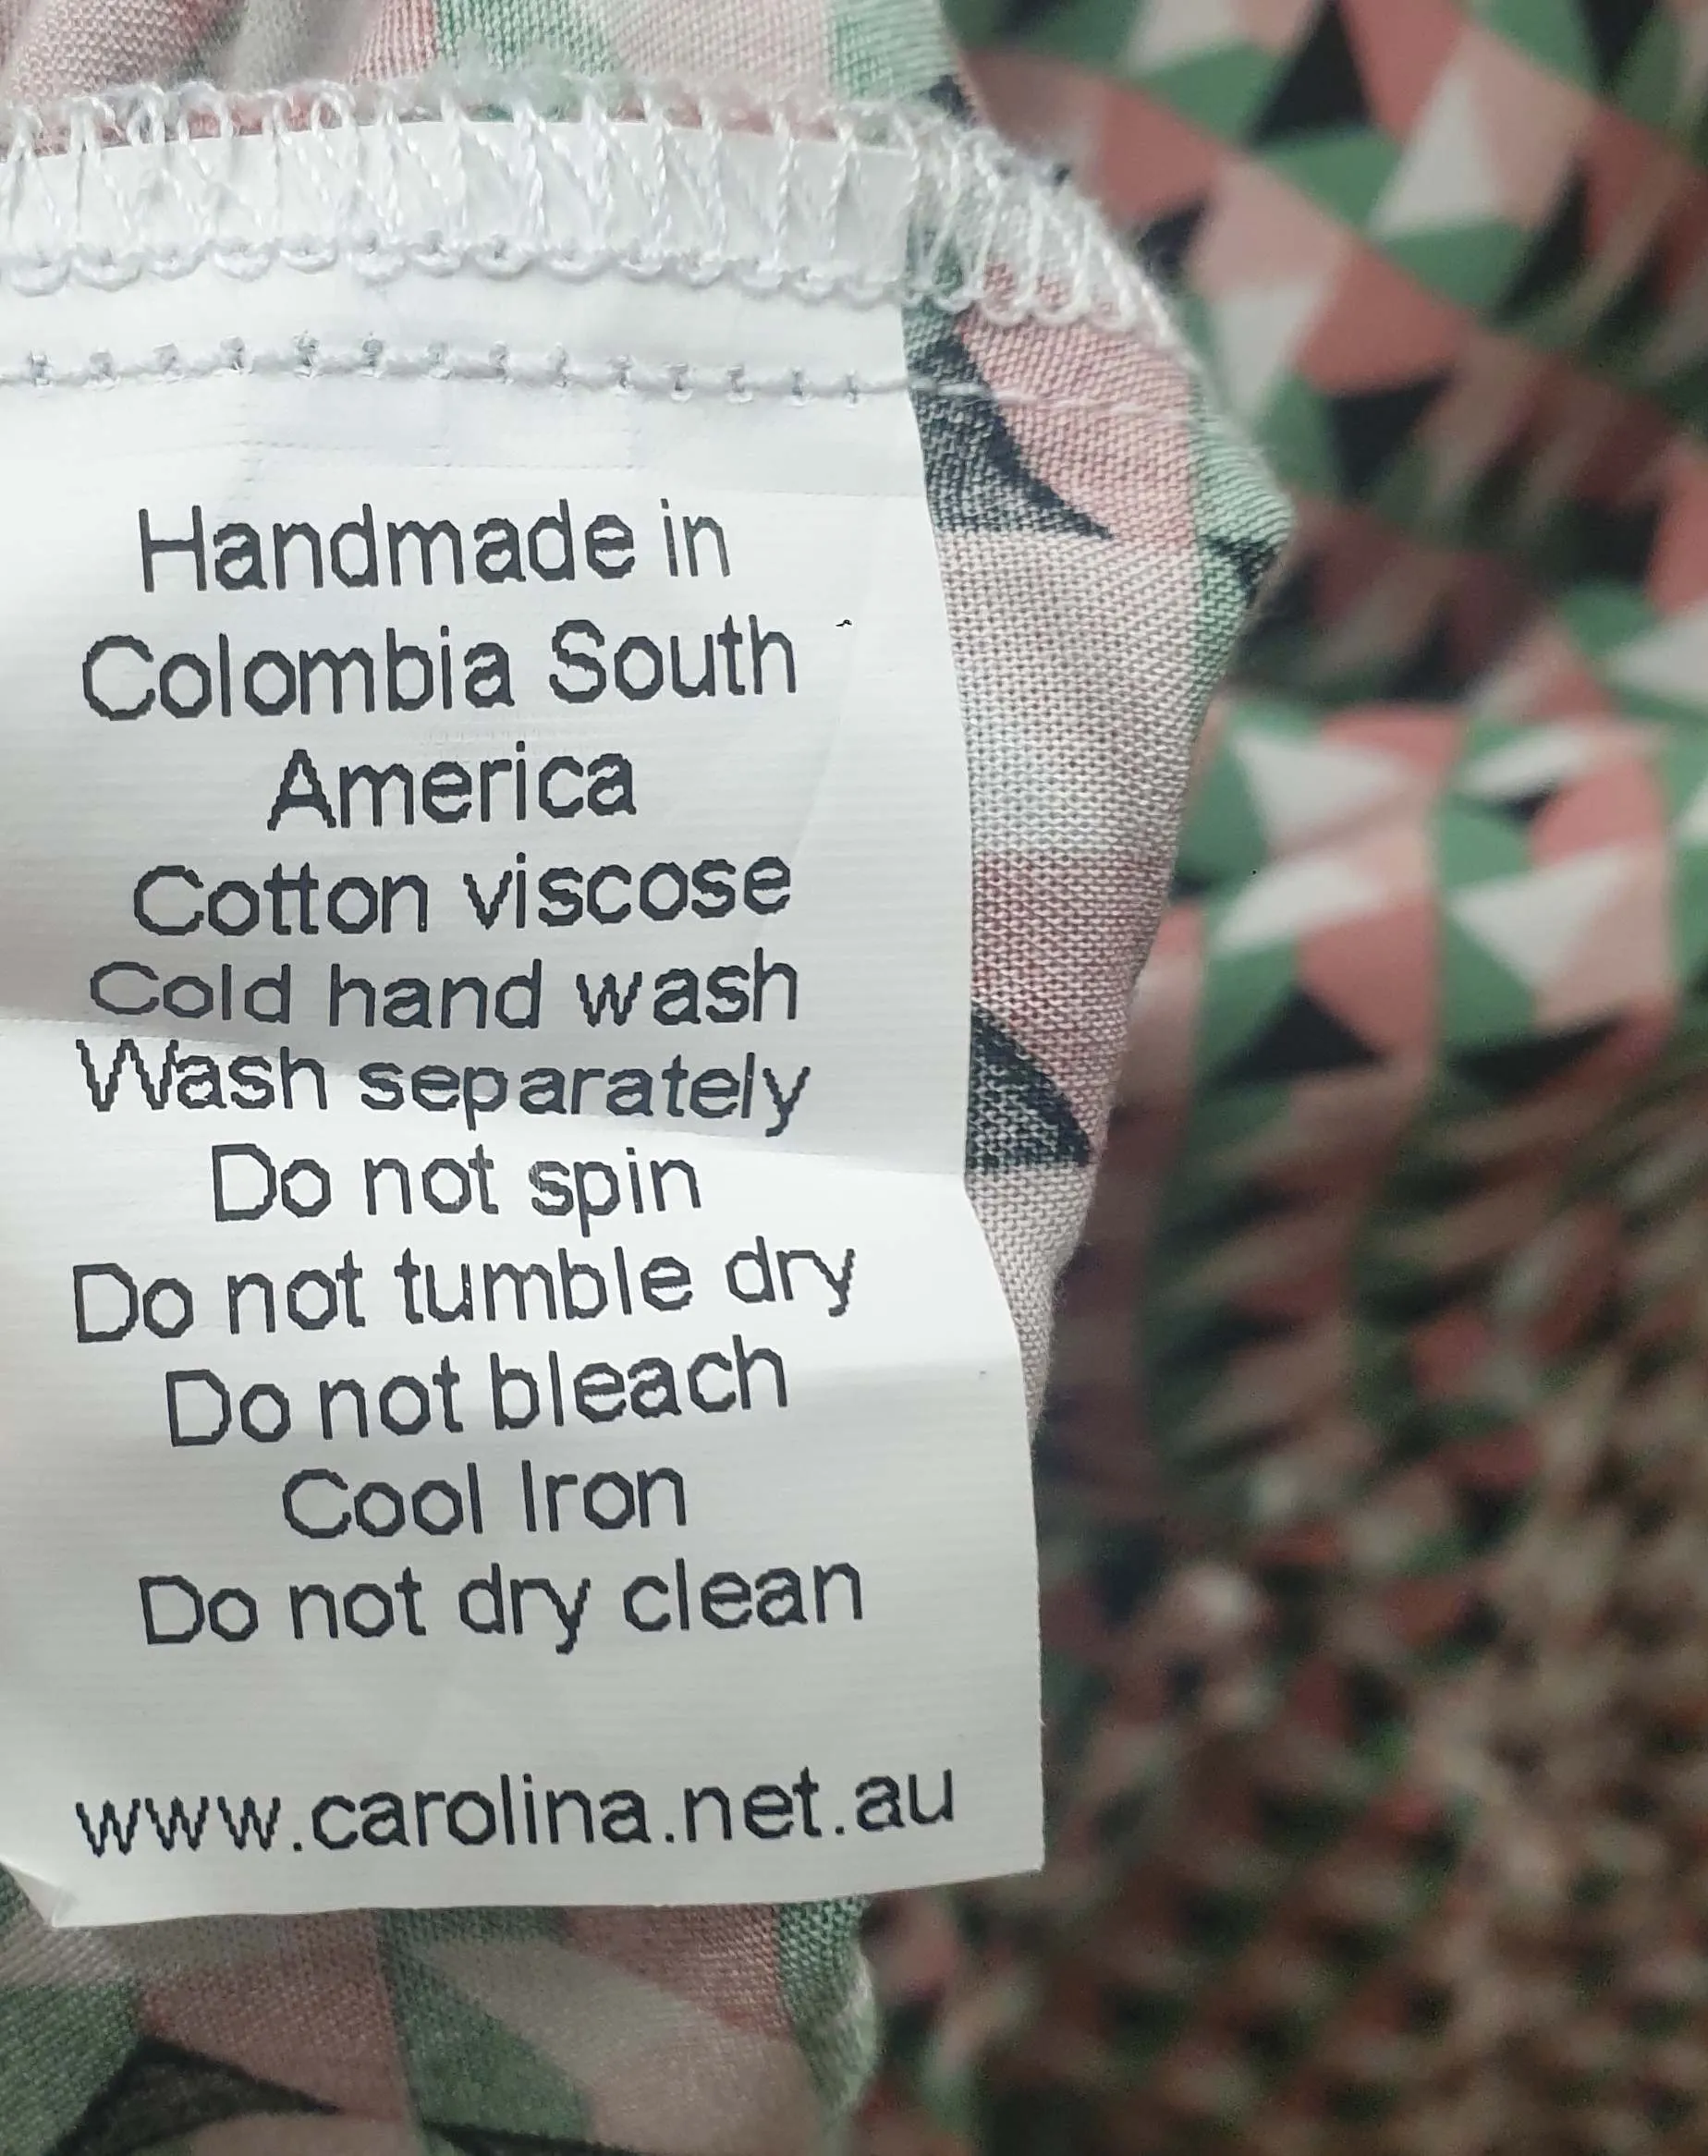 Handmade in
Colombia South
America
Cotton viscose
Cold hand wash
Wash separately
Do not spin
Do not tumble dry
Do not bleach
Cool Iron
Do not dry clean
www.carolina.net.au